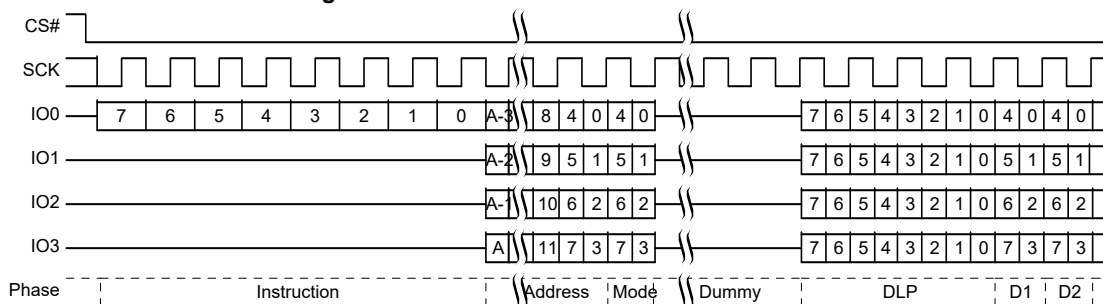 CS#
SCK
IO0 7 6 5 4 3 2 1 0 A-3 8 4 0 4 0 7 6 5 4 3 2 1 0 4 0 4 0
IO1 A-2 9 5 1 5 1 7 6 5 4 3 2 1 0 5 1 5 1
IO2 A-1 10 6 2 6 2 7 6 5 4 3 2 1 0 6 2 6 2
IO3 A 11 7 3 7 3 7 6 5 4 3 2 1 0 7 3 7 3
Phase Instruction Address Mode Dummy DLP D1 D2